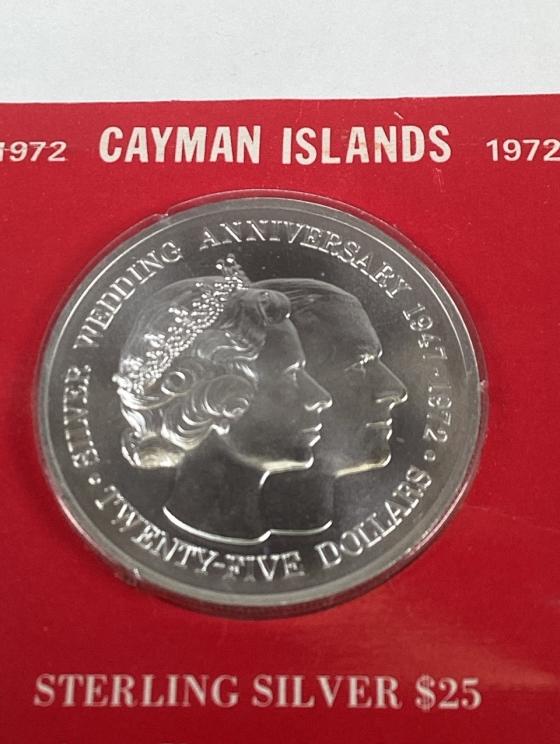 1972 CAYMAN ISLANDS 1972
SILVER WEDDING ANNIVERSARY 1947 · 1972
TWENTY-FIVE DOLLARS
STERLING SILVER $25